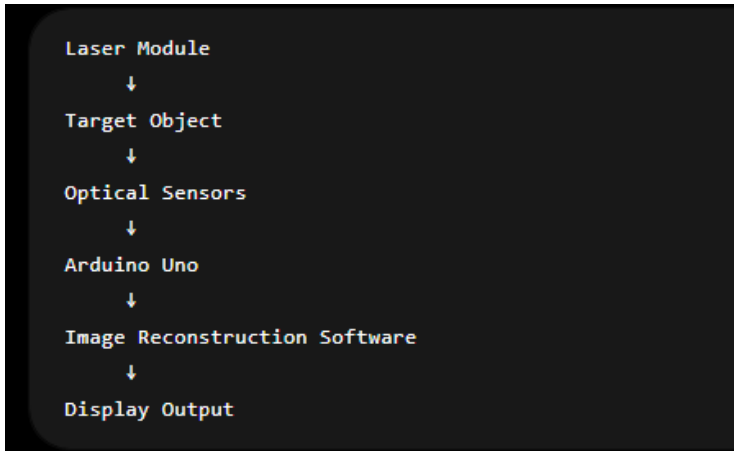 Laser Module
↓
Target Object
↓
Optical Sensors
↓
Arduino Uno
↓
Image Reconstruction Software
↓
Display Output